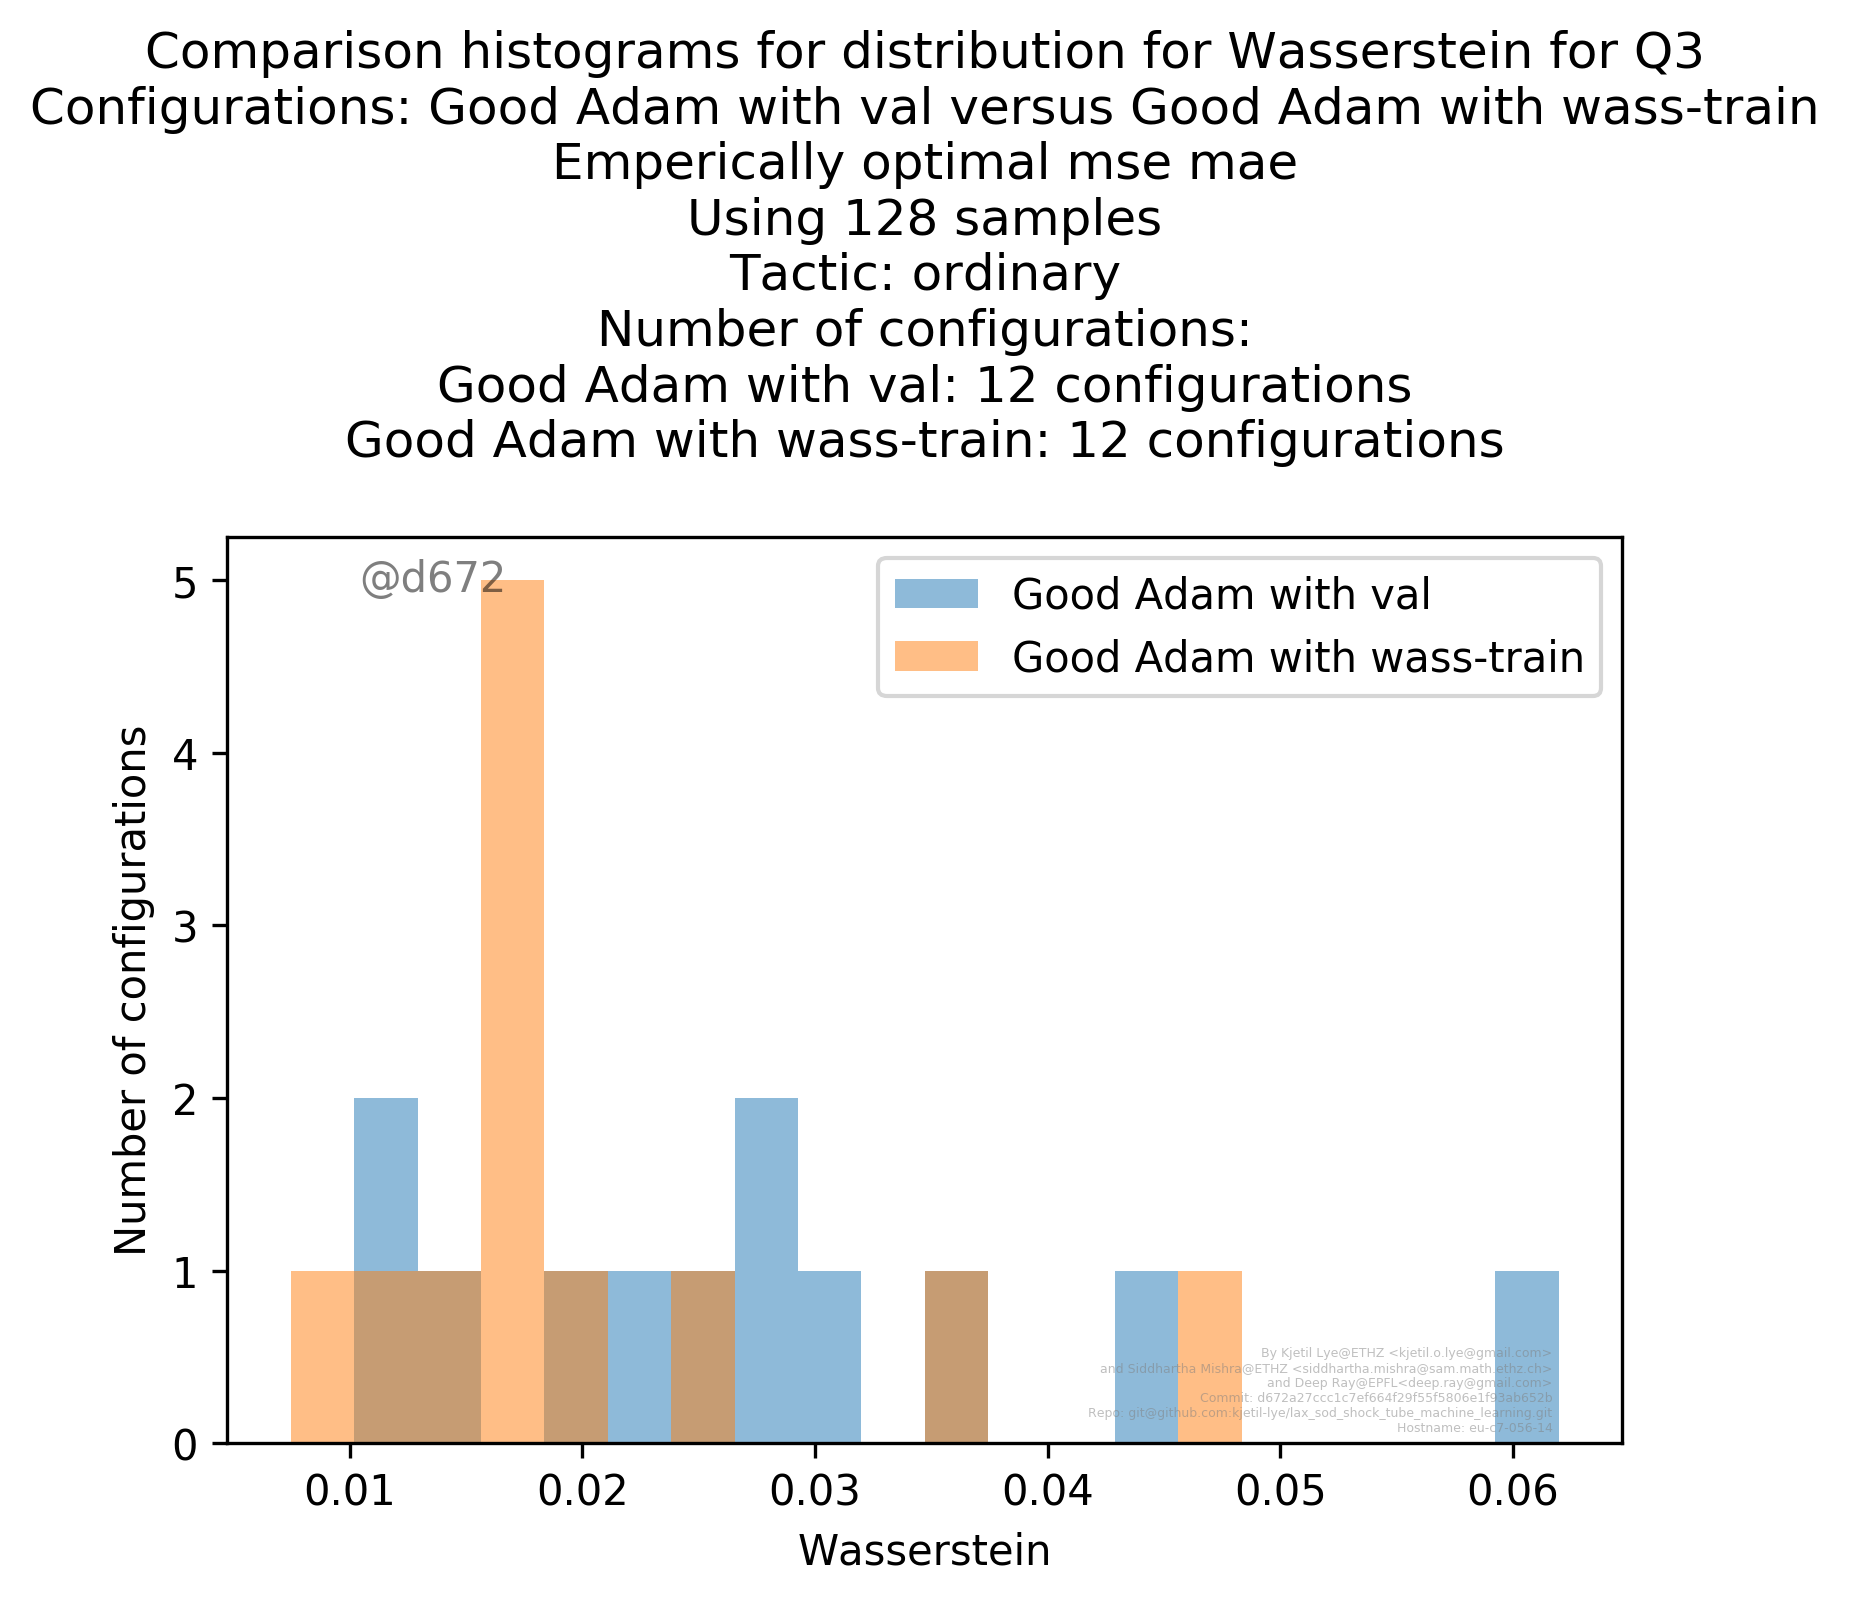 Comparison histograms for distribution for Wasserstein for Q3
Configurations: Good Adam with val versus Good Adam with wass-train
Emperically optimal mse mae
Using 128 samples
Tactic: ordinary
Number of configurations:
Good Adam with val: 12 configurations
Good Adam with wass-train: 12 configurations
@d672
Good Adam with val
Good Adam with wass-train
5
4
3
2
1
0
Number of configurations
By Kjetil Lye@ETHZ <kjetil.o.lye@gmail.com>
and Siddhartha Mishra@ETHZ <siddhartha.mishra@sam.math.ethz.ch>
and Deep Ray@EPFL<deep.ray@gmail.com>
Commit: d672a27ccc1c7ef664f29f55f5806e1f93ab652b
Repo: git@github.com:kjetil-lye/lax_sod_shock_tube_machine_learning.git
Hostname: eu-c7-056-14
0.01 0.02 0.03 0.04 0.05 0.06
Wasserstein